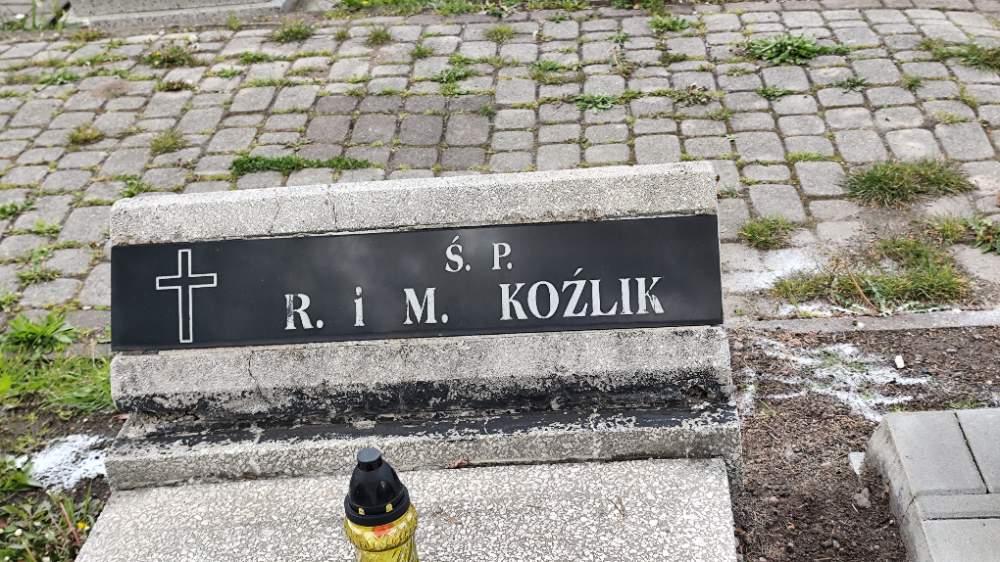 Ś. P.
R. i M. KOŹLIK